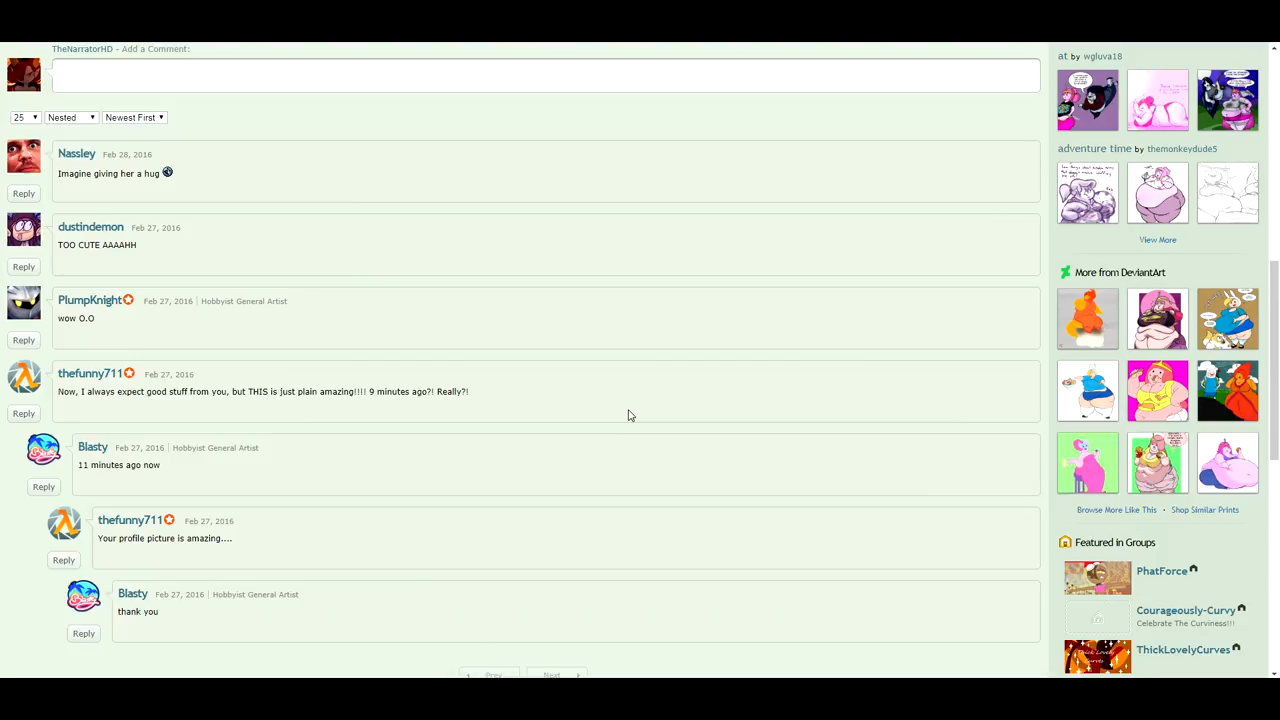 TheNarratorHD - Add a Comment:
25 Nested Newest First
Nassley Feb 28, 2016
Imagine giving her a hug
Reply
dustindemon Feb 27, 2016
TOO CUTE AAAAHH
Reply
PlumpKnight Feb 27, 2016 | Hobbyist General Artist
wow O.O
Reply
thefunny711 Feb 27, 2016
Now, I always expect good stuff from you, but THIS is just plain amazing!!!! 9 minutes ago?! Really?!
Reply
Blasty Feb 27, 2016 | Hobbyist General Artist
11 minutes ago now
Reply
thefunny711 Feb 27, 2016
Your profile picture is amazing....
Reply
Blasty Feb 27, 2016 | Hobbyist General Artist
thank you
Reply
Prev Next
at by wgluva18
adventure time by themonkeydude5
View More
More from DeviantArt
Browse More Like This • Shop Similar Prints
Featured in Groups
PhatForce
Courageously-Curvy
Celebrate The Curviness!!!
ThickLovelyCurves